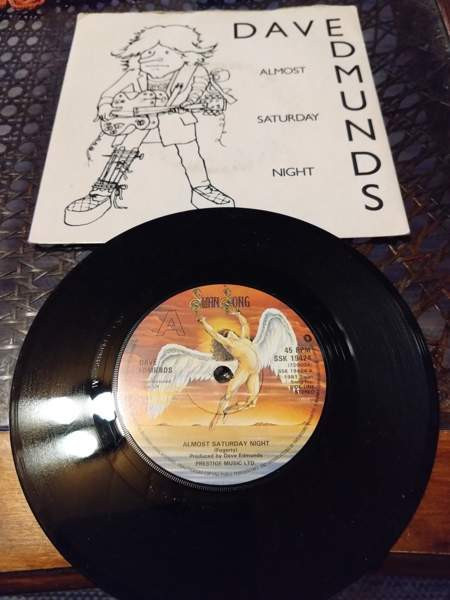 DAVE
EDMUNDS
ALMOST
SATURDAY
NIGHT
Swan Song
A
45 RPM
SSK 19424
DAVE
EDMUNDS
STEREO
ALMOST SATURDAY NIGHT
(Fogerty)
Produced by Dave Edmunds
PRESTIGE MUSIC LTD.